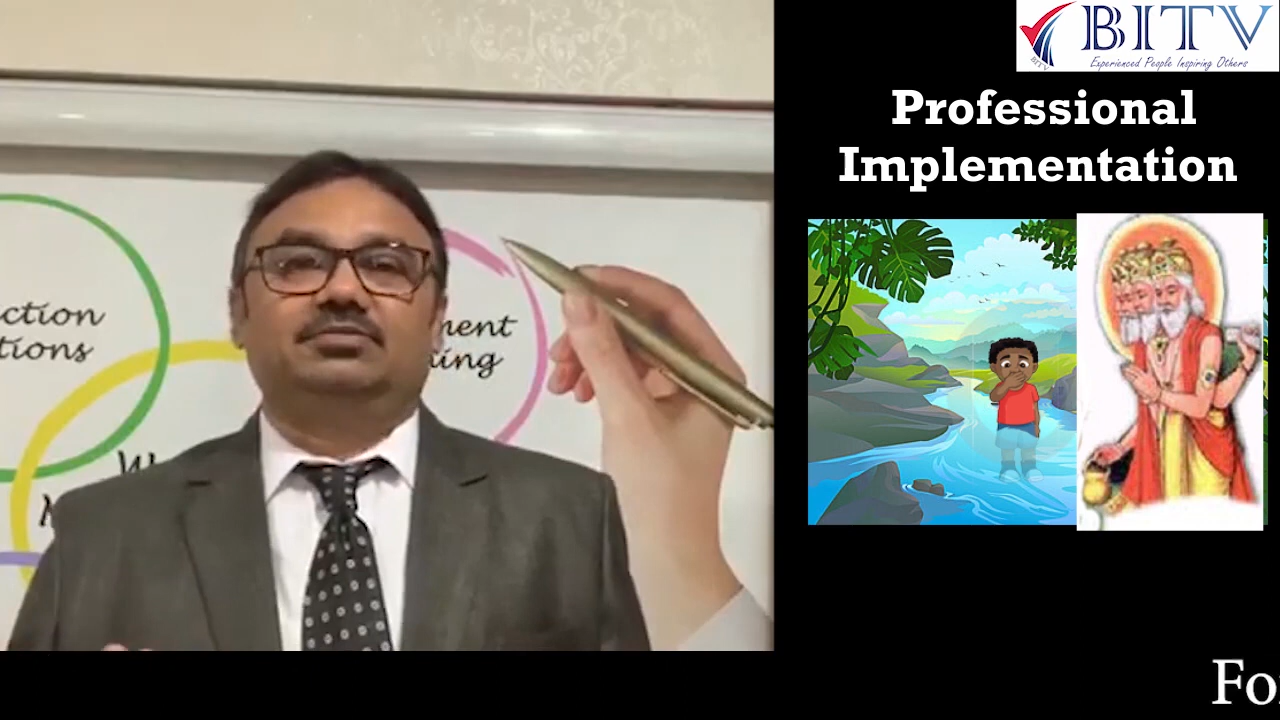 BITV
Experienced People Inspiring Others
Professional
Implementation
ction
tions
ment
ing
Fo